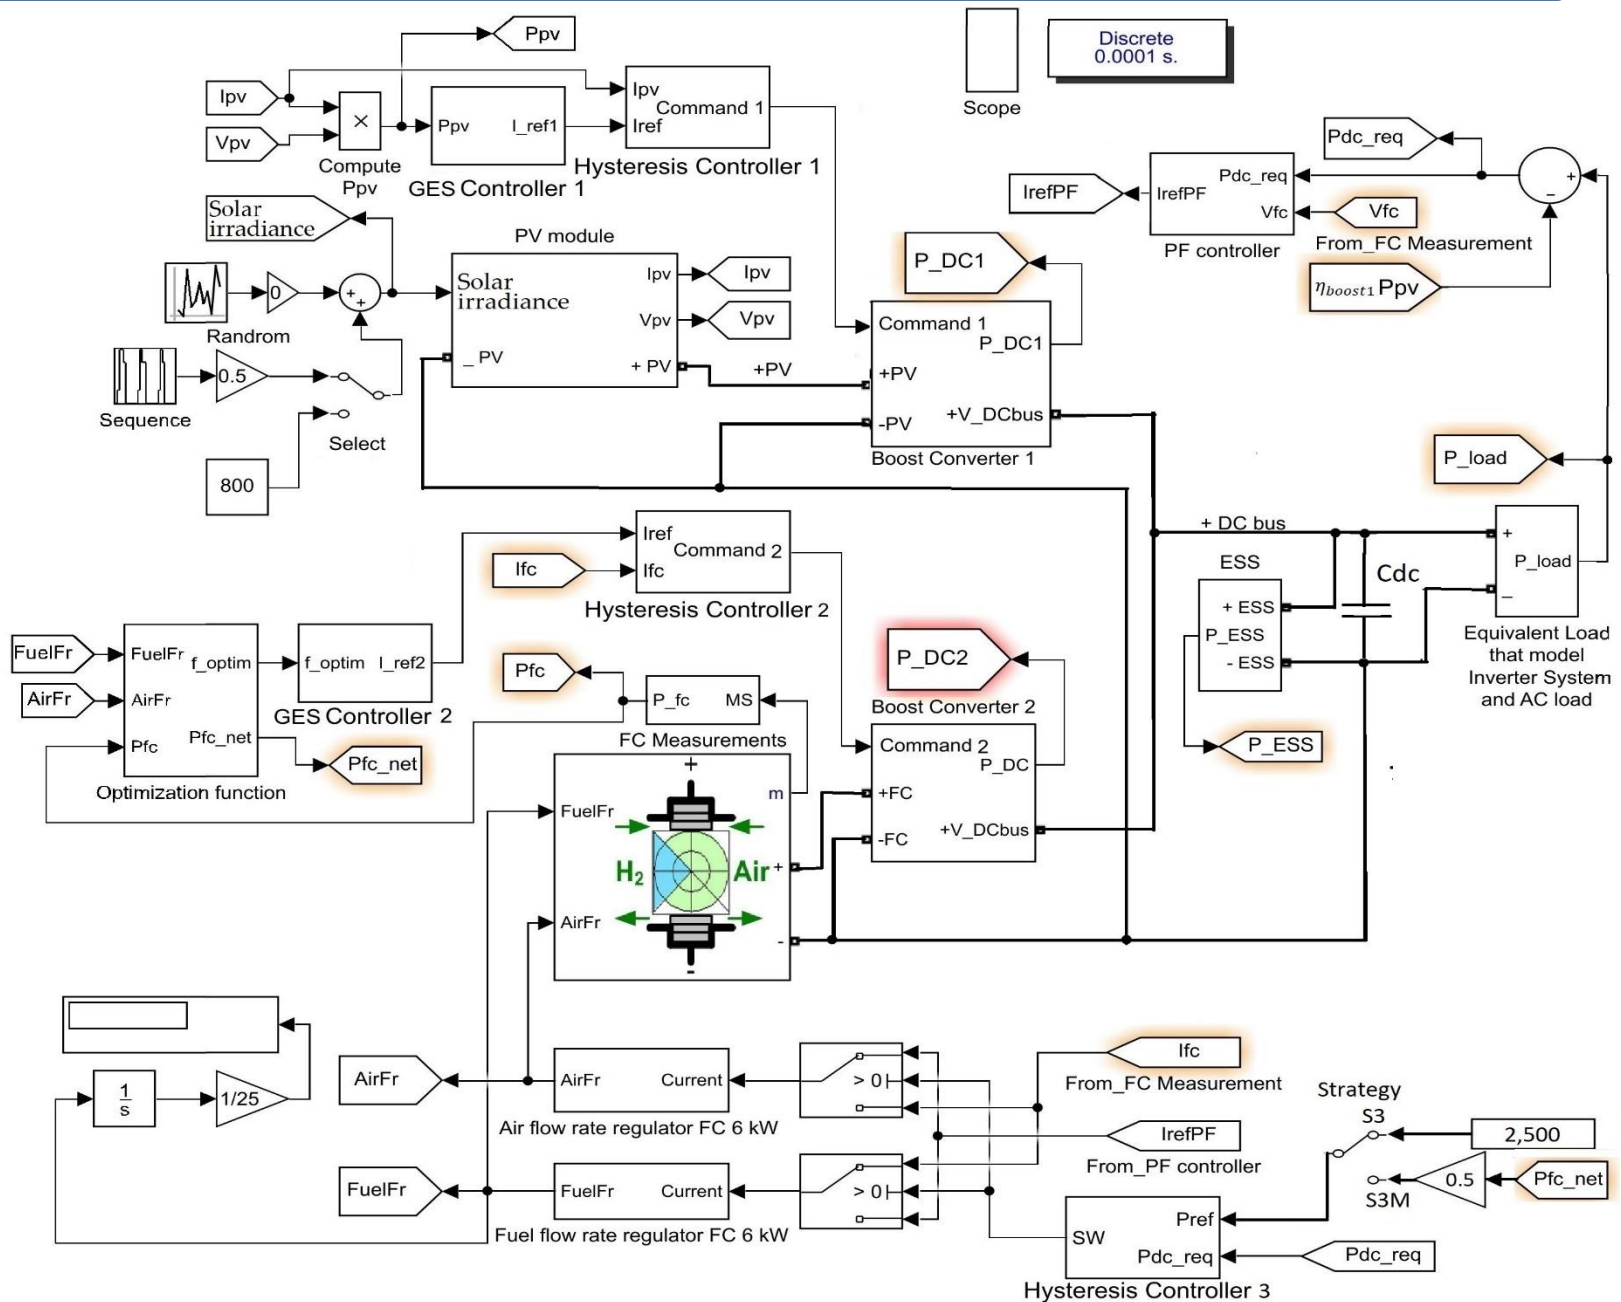 Ppv
Discrete
0.0001 s.
Scope
Ipv
Vpv
×
Compute
Ppv
Ppv
I_ref1
GES Controller 1
Ipv
Iref
Command 1
Hysteresis Controller 1
Pdc_req
+
_
IrefPF
IrefPF
Pdc_req
Vfc
PF controller
Vfc
From_FC Measurement
ηboost1 Ppv
Solar
irradiance
Randrom
0
+
+
Sequence
0.5
Select
800
PV module
Solar
irradiance
Ipv
Vpv
_ PV
+ PV
Ipv
Vpv
+PV
P_DC1
Command 1
P_DC1
+PV
-PV
+V_DCbus
Boost Converter 1
P_load
+ DC bus
ESS
+ ESS
P_ESS
- ESS
P_ESS
Cdc
+
P_load
_
Equivalent Load
that model
Inverter System
and AC load
Ifc
Iref
Ifc
Command 2
Hysteresis Controller 2
FuelFr
AirFr
FuelFr
AirFr
Pfc
f_optim
Pfc_net
Optimization function
f_optim
I_ref2
GES Controller 2
Pfc_net
Pfc
P_fc
MS
FC Measurements
P_DC2
Boost Converter 2
Command 2
P_DC
+FC
-FC
+V_DCbus
+
m
FuelFr
H2
Air
+
AirFr
-
-
1
s
1/25
AirFr
AirFr
Current
Air flow rate regulator FC 6 kW
> 0
Ifc
From_FC Measurement
IrefPF
From_PF controller
FuelFr
FuelFr
Current
Fuel flow rate regulator FC 6 kW
> 0
Strategy
S3
2,500
S3M
0.5
Pfc_net
SW
Pref
Pdc_req
Pdc_req
Hysteresis Controller 3